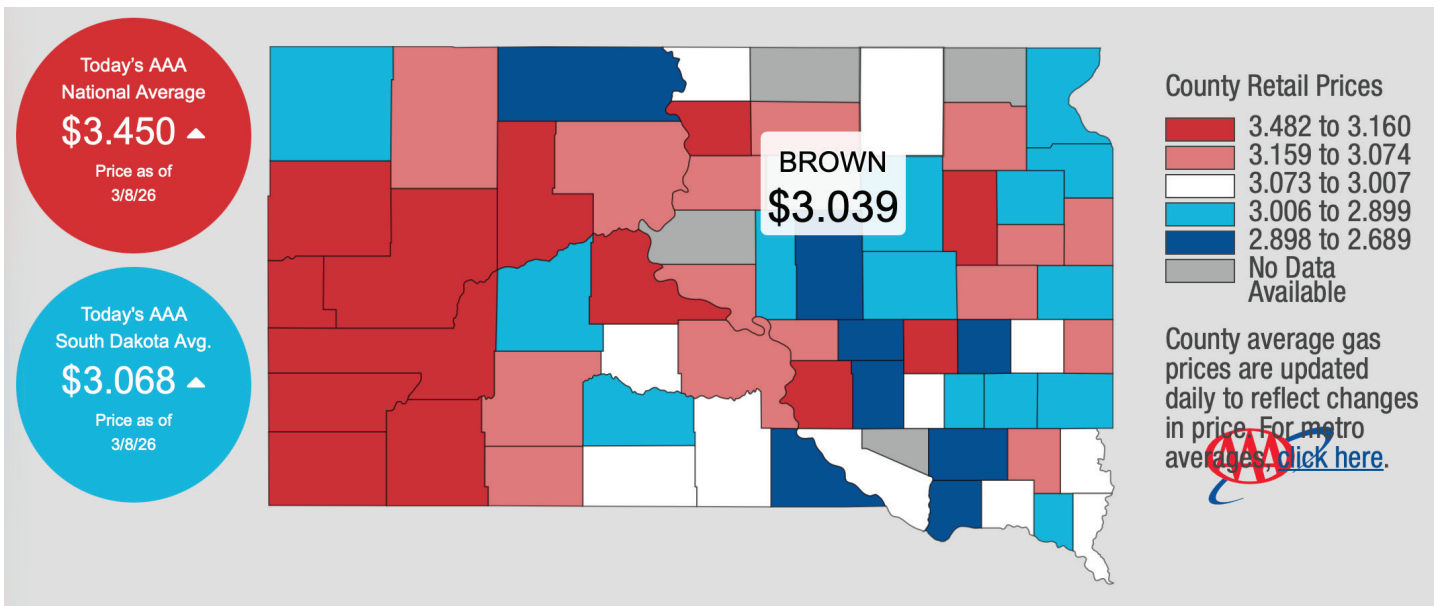 Today's AAA
National Average
$3.450
Price as of
3/8/26
Today's AAA
South Dakota Avg.
$3.068
Price as of
3/8/26
BROWN
$3.039
County Retail Prices
3.482 to 3.160
3.159 to 3.074
3.073 to 3.007
3.006 to 2.899
2.898 to 2.689
No Data
Available
County average gas
prices are updated
daily to reflect changes
in price. For metro
averages, click here.
AAA